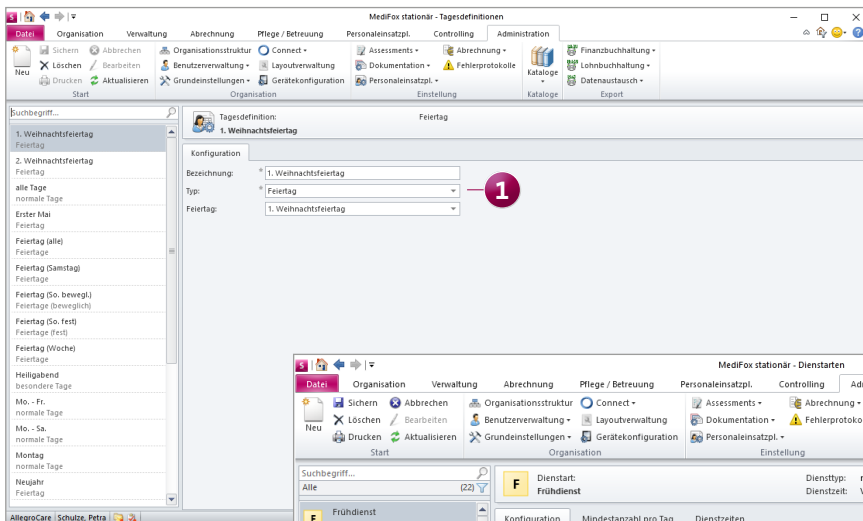 S MediFox stationär - Tagesdefinitionen
Datei Organisation Verwaltung Abrechnung Pflege / Betreuung Personaleinsatzpl. Controlling Administration
Neu Sichern Abbrechen Organisationsstruktur Connect Assessments Abrechnung Kataloge Finanzbuchhaltung
Löschen Bearbeiten Benutzerverwaltung Layoutverwaltung Dokumentation Fehlerprotokolle Lohnbuchhaltung
Drucken Aktualisieren Grundeinstellungen Gerätekonfiguration Personaleinsatzpl. Datenaustausch
Start Organisation Einstellung Kataloge Export
Suchbegriff...
1. Weihnachtsfeiertag
Feiertag
2. Weihnachtsfeiertag
Feiertag
alle Tage
normale Tage
Erster Mai
Feiertag
Feiertag (alle)
Feiertage
Feiertag (Samstag)
Feiertage
Feiertag (So. bewegl.)
Feiertage (beweglich)
Feiertag (So. fest)
Feiertage (fest)
Feiertag (Woche)
Feiertage
Heiligabend
besondere Tage
Mo. - Fr.
normale Tage
Mo. - Sa.
normale Tage
Montag
normale Tage
Neujahr
Feiertag
AllegroCare Schulze, Petra
Tagesdefinition: Feiertag
1. Weihnachtsfeiertag
Konfiguration
Bezeichnung: * 1. Weihnachtsfeiertag
Typ: * Feiertag
1
Feiertag: 1. Weihnachtsfeiertag
S MediFox stationär - Dienstarten
Datei Organisation Verwaltung Abrechnung Pflege / Betreuung Personaleinsatzpl. Controlling Adm
Neu Sichern Abbrechen Organisationsstruktur Connect Assessments Abrechnung
Löschen Bearbeiten Benutzerverwaltung Layoutverwaltung Dokumentation Fehlerprotoko
Drucken Aktualisieren Grundeinstellungen Gerätekonfiguration Personaleinsatzpl.
Start Organisation Einstellung
Suchbegriff...
Alle (22)
F Frühdienst
F Dienstart: Diensttyp:
Frühdienst Dienstzeit:
Konfiguration Mindestanzahl pro Tag Dienstzeiten